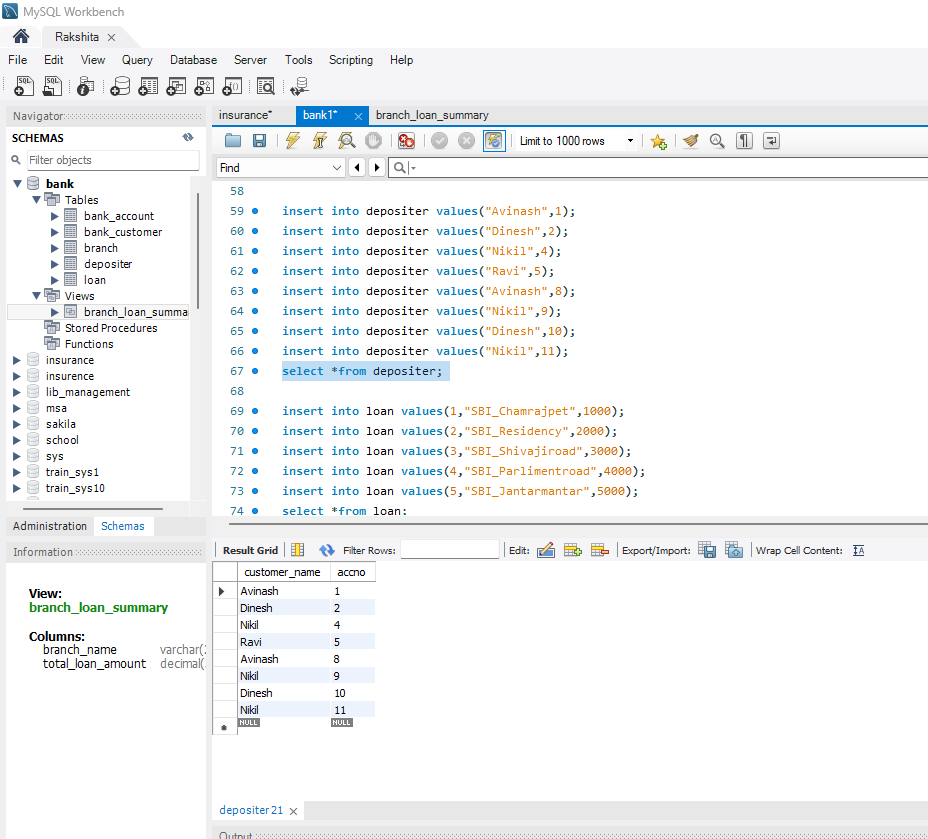 MySQL Workbench
Rakshita
File Edit View Query Database Server Tools Scripting Help
Navigator
SCHEMAS
Filter objects
bank
Tables
bank_account
bank_customer
branch
depositer
loan
Views
branch_loan_summa
Stored Procedures
Functions
insurance
insurence
lib_management
msa
sakila
school
sys
train_sys1
train_sys10
Administration Schemas
Information
View:
branch_loan_summary
Columns:
branch_name varchar(2
total_loan_amount decimal(
insurance* bank1* branch_loan_summary
Limit to 1000 rows
Find
58
59 insert into depositer values("Avinash",1);
60 insert into depositer values("Dinesh",2);
61 insert into depositer values("Nikil",4);
62 insert into depositer values("Ravi",5);
63 insert into depositer values("Avinash",8);
64 insert into depositer values("Nikil",9);
65 insert into depositer values("Dinesh",10);
66 insert into depositer values("Nikil",11);
67 select *from depositer;
68
69 insert into loan values(1,"SBI_Chamrajpet",1000);
70 insert into loan values(2,"SBI_Residency",2000);
71 insert into loan values(3,"SBI_Shivajiroad",3000);
72 insert into loan values(4,"SBI_Parlimentroad",4000);
73 insert into loan values(5,"SBI_Jantarmantar",5000);
74 select *from loan;
Result Grid Filter Rows: Edit: Export/Import: Wrap Cell Content:
customer_name accno
Avinash 1
Dinesh 2
Nikil 4
Ravi 5
Avinash 8
Nikil 9
Dinesh 10
Nikil 11
NULL NULL
depositer 21
Output